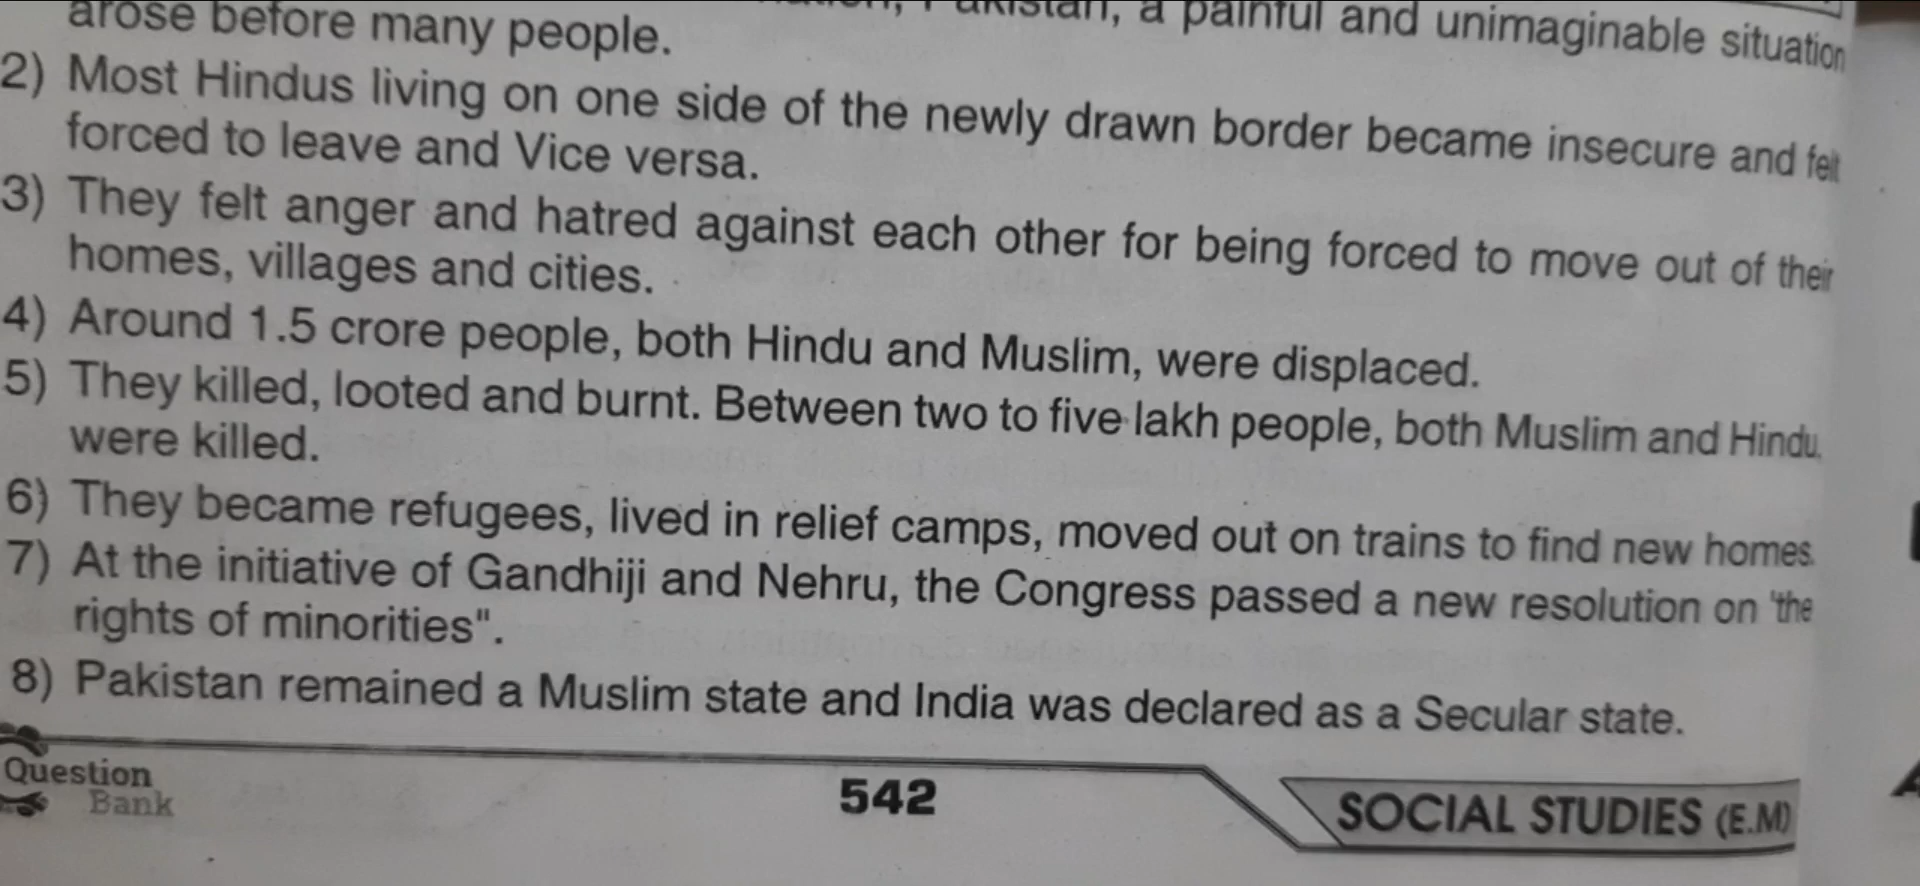 Pakistan, a painful and unimaginable situation
arose before many people.
2) Most Hindus living on one side of the newly drawn border became insecure and felt
forced to leave and Vice versa.
3) They felt anger and hatred against each other for being forced to move out of their
homes, villages and cities.
4) Around 1.5 crore people, both Hindu and Muslim, were displaced.
5) They killed, looted and burnt. Between two to five lakh people, both Muslim and Hindu,
were killed.
6) They became refugees, lived in relief camps, moved out on trains to find new homes.
7) At the initiative of Gandhiji and Nehru, the Congress passed a new resolution on 'the
rights of minorities".
8) Pakistan remained a Muslim state and India was declared as a Secular state.
Question
Bank
542
SOCIAL STUDIES (E.M)